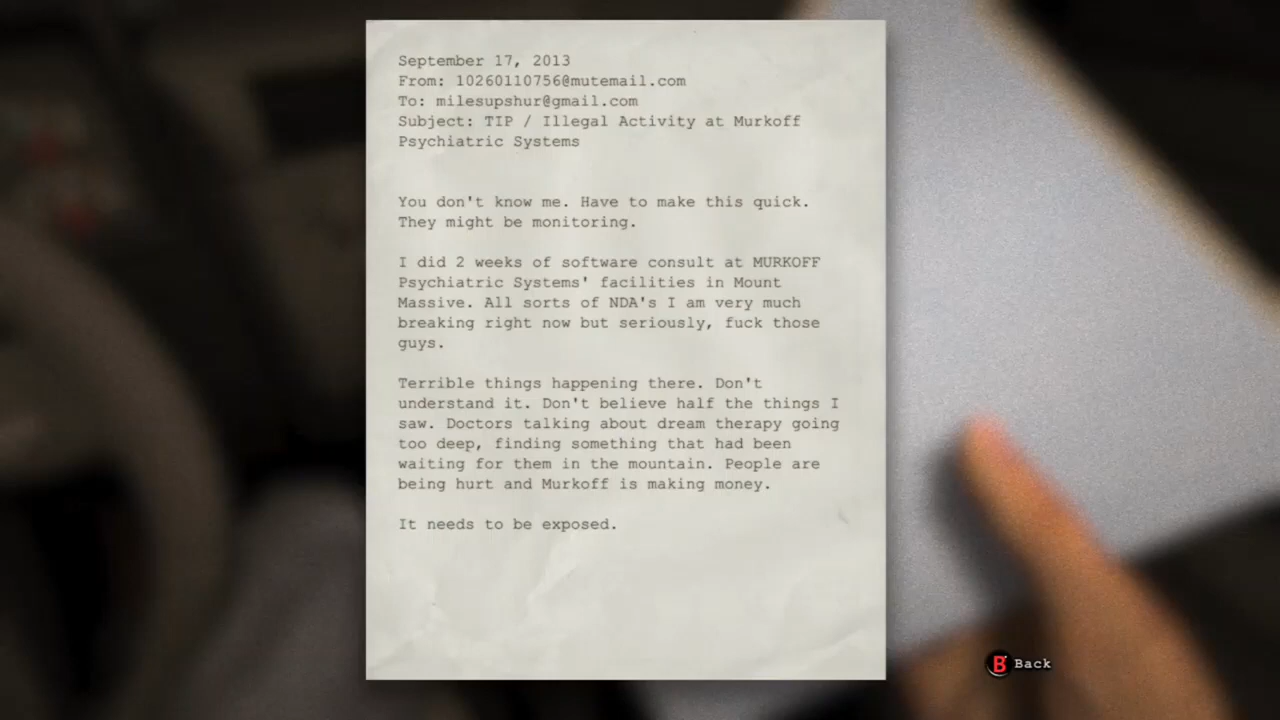 September 17, 2013
From: 10260110756@mutemail.com
To: milesupshur@gmail.com
Subject: TIP / Illegal Activity at Murkoff
Psychiatric Systems
You don't know me. Have to make this quick.
They might be monitoring.
I did 2 weeks of software consult at MURKOFF
Psychiatric Systems' facilities in Mount
Massive. All sorts of NDA's I am very much
breaking right now but seriously, fuck those
guys.
Terrible things happening there. Don't
understand it. Don't believe half the things I
saw. Doctors talking about dream therapy going
too deep, finding something that had been
waiting for them in the mountain. People are
being hurt and Murkoff is making money.
It needs to be exposed.
B Back